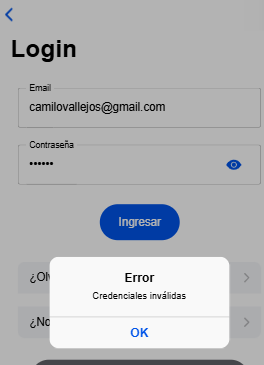 Login
Email
camilovallejos@gmail.com
Contraseña
••••••
Ingresar
Error
Credenciales inválidas
OK